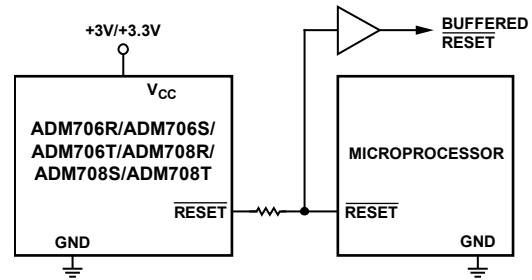 +3V/+3.3V
BUFFERED
RESET
VCC
ADM706R/ADM706S/
ADM706T/ADM708R/
ADM708S/ADM708T
MICROPROCESSOR
RESET
RESET
GND
GND